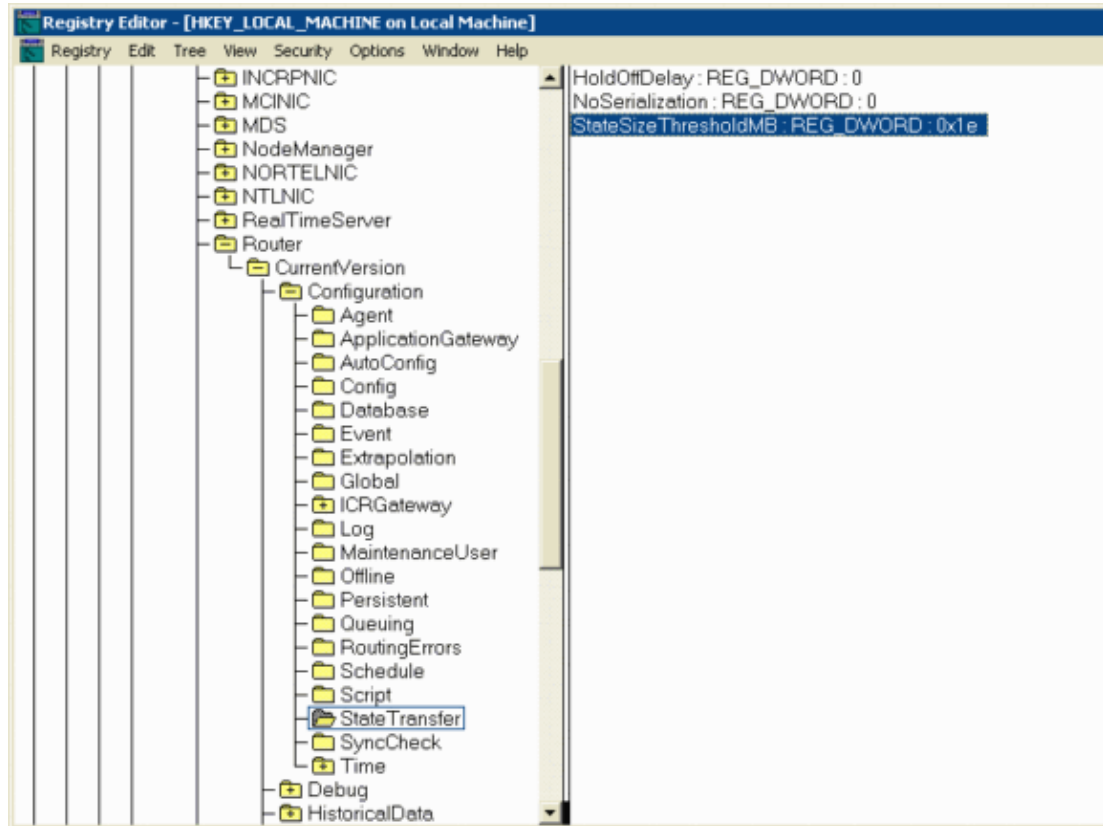 Registry Editor - [HKEY_LOCAL_MACHINE on Local Machine]
Registry Edit Tree View Security Options Window Help
INCRPNIC
MCINIC
MDS
NodeManager
NORTELNIC
NTLNIC
RealTimeServer
Router
CurrentVersion
Configuration
Agent
ApplicationGateway
AutoConfig
Config
Database
Event
Extrapolation
Global
ICRGateway
Log
MaintenanceUser
Offline
Persistent
Queuing
RoutingErrors
Schedule
Script
StateTransfer
SyncCheck
Time
Debug
HistoricalData
HoldOffDelay : REG_DWORD : 0
NoSerialization : REG_DWORD : 0
StateSizeThresholdMB : REG_DWORD : 0x1e